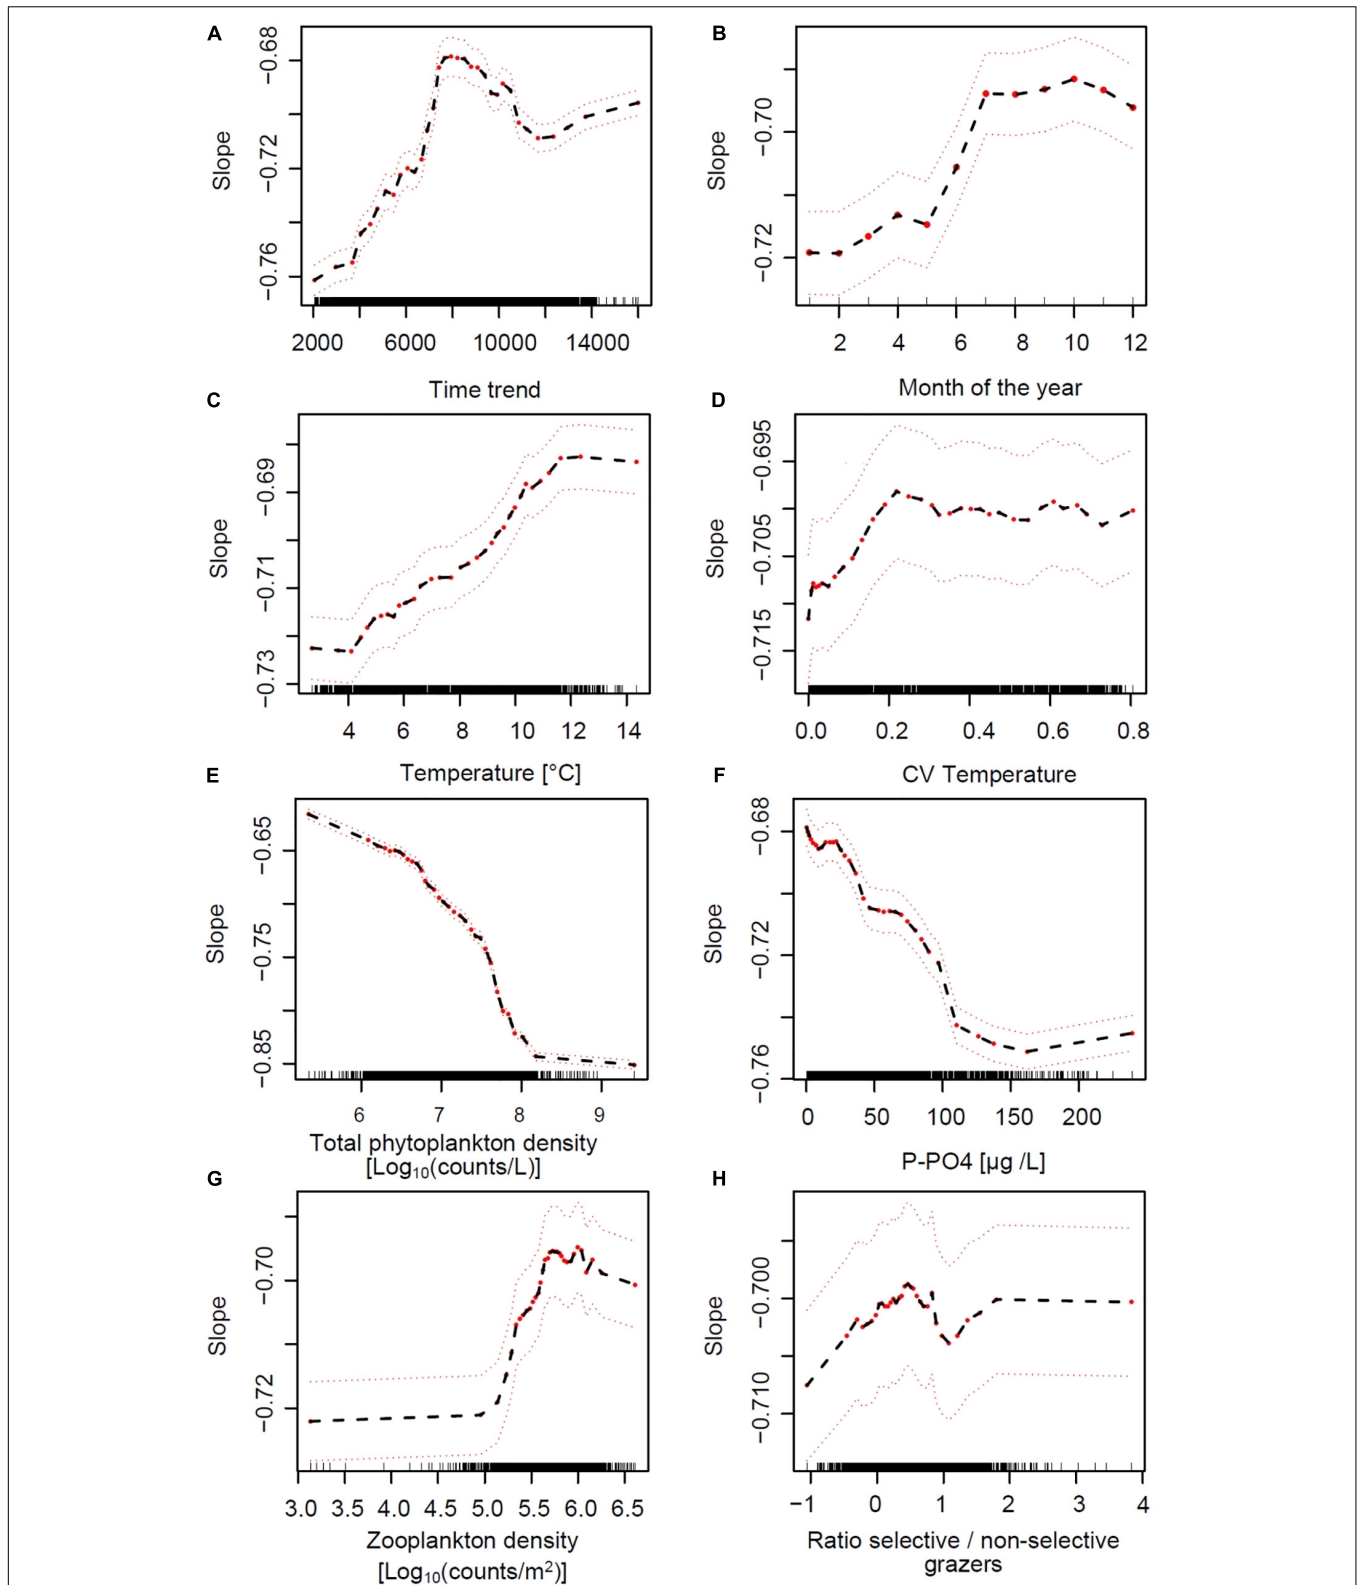 A
B
Slope
−0.68
−0.72
−0.76
2000 6000 10000 14000
Time trend
Slope
−0.70
−0.72
2 4 6 8 10 12
Month of the year
C
D
Slope
−0.69
−0.71
−0.73
4 6 8 10 12 14
Temperature [°C]
Slope
−0.695
−0.705
−0.715
0.0 0.2 0.4 0.6 0.8
CV Temperature
E
F
Slope
−0.65
−0.75
−0.85
6 7 8 9
Total phytoplankton density
[Log10(counts/L)]
Slope
−0.68
−0.72
−0.76
0 50 100 150 200
P-PO4 [µg /L]
G
H
Slope
−0.70
−0.72
3.0 3.5 4.0 4.5 5.0 5.5 6.0 6.5
Zooplankton density
[Log10(counts/m²)]
Slope
−0.700
−0.710
−1 0 1 2 3 4
Ratio selective / non-selective
grazers